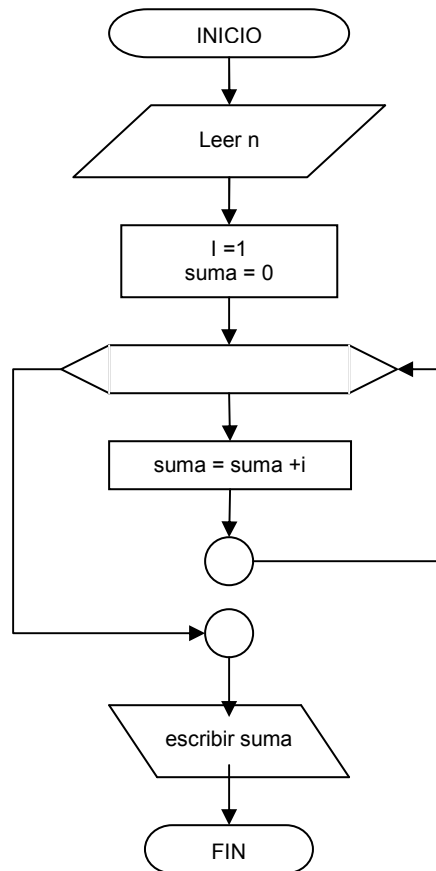 INICIO
Leer n
I =1
suma = 0
suma = suma +i
escribir suma
FIN